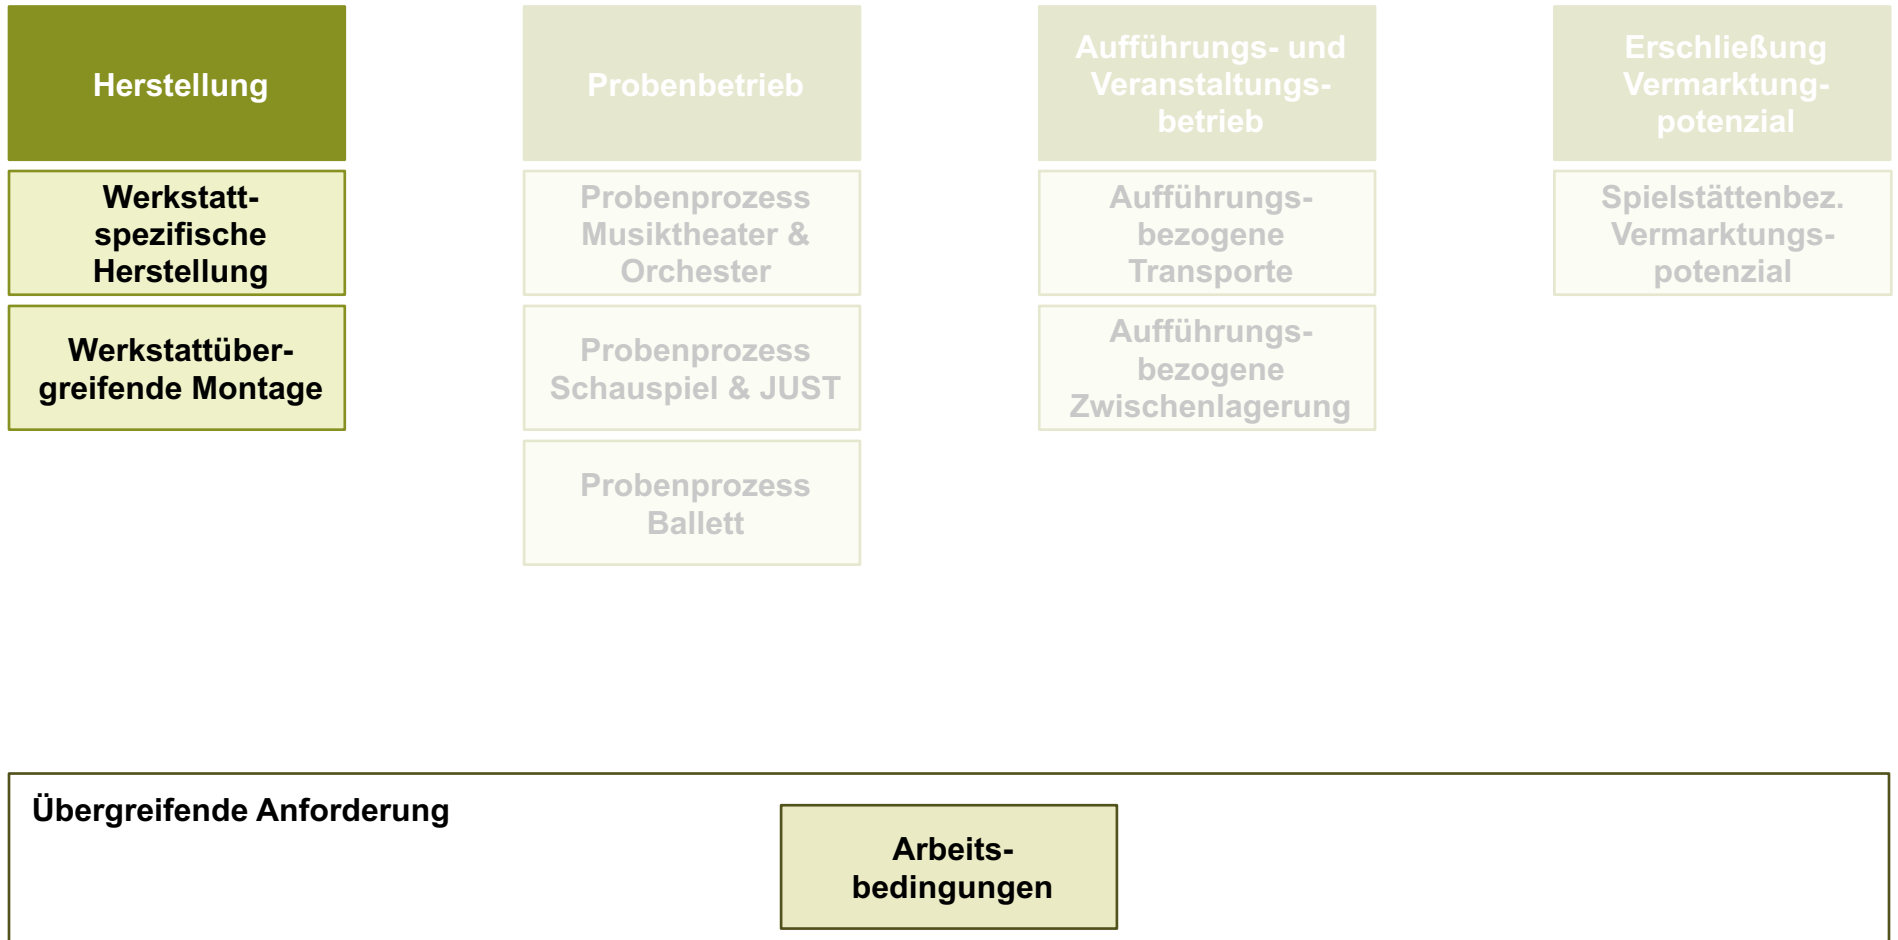 Herstellung
Werkstatt-
spezifische
Herstellung
Werkstattüber-
greifende Montage
Probenbetrieb
Probenprozess
Musiktheater &
Orchester
Probenprozess
Schauspiel & JUST
Probenprozess
Ballett
Aufführungs- und
Veranstaltungs-
betrieb
Aufführungs-
bezogene
Transporte
Aufführungs-
bezogene
Zwischenlagerung
Erschließung
Vermarktung-
potenzial
Spielstättenbez.
Vermarktungs-
potenzial
Übergreifende Anforderung
Arbeits-
bedingungen